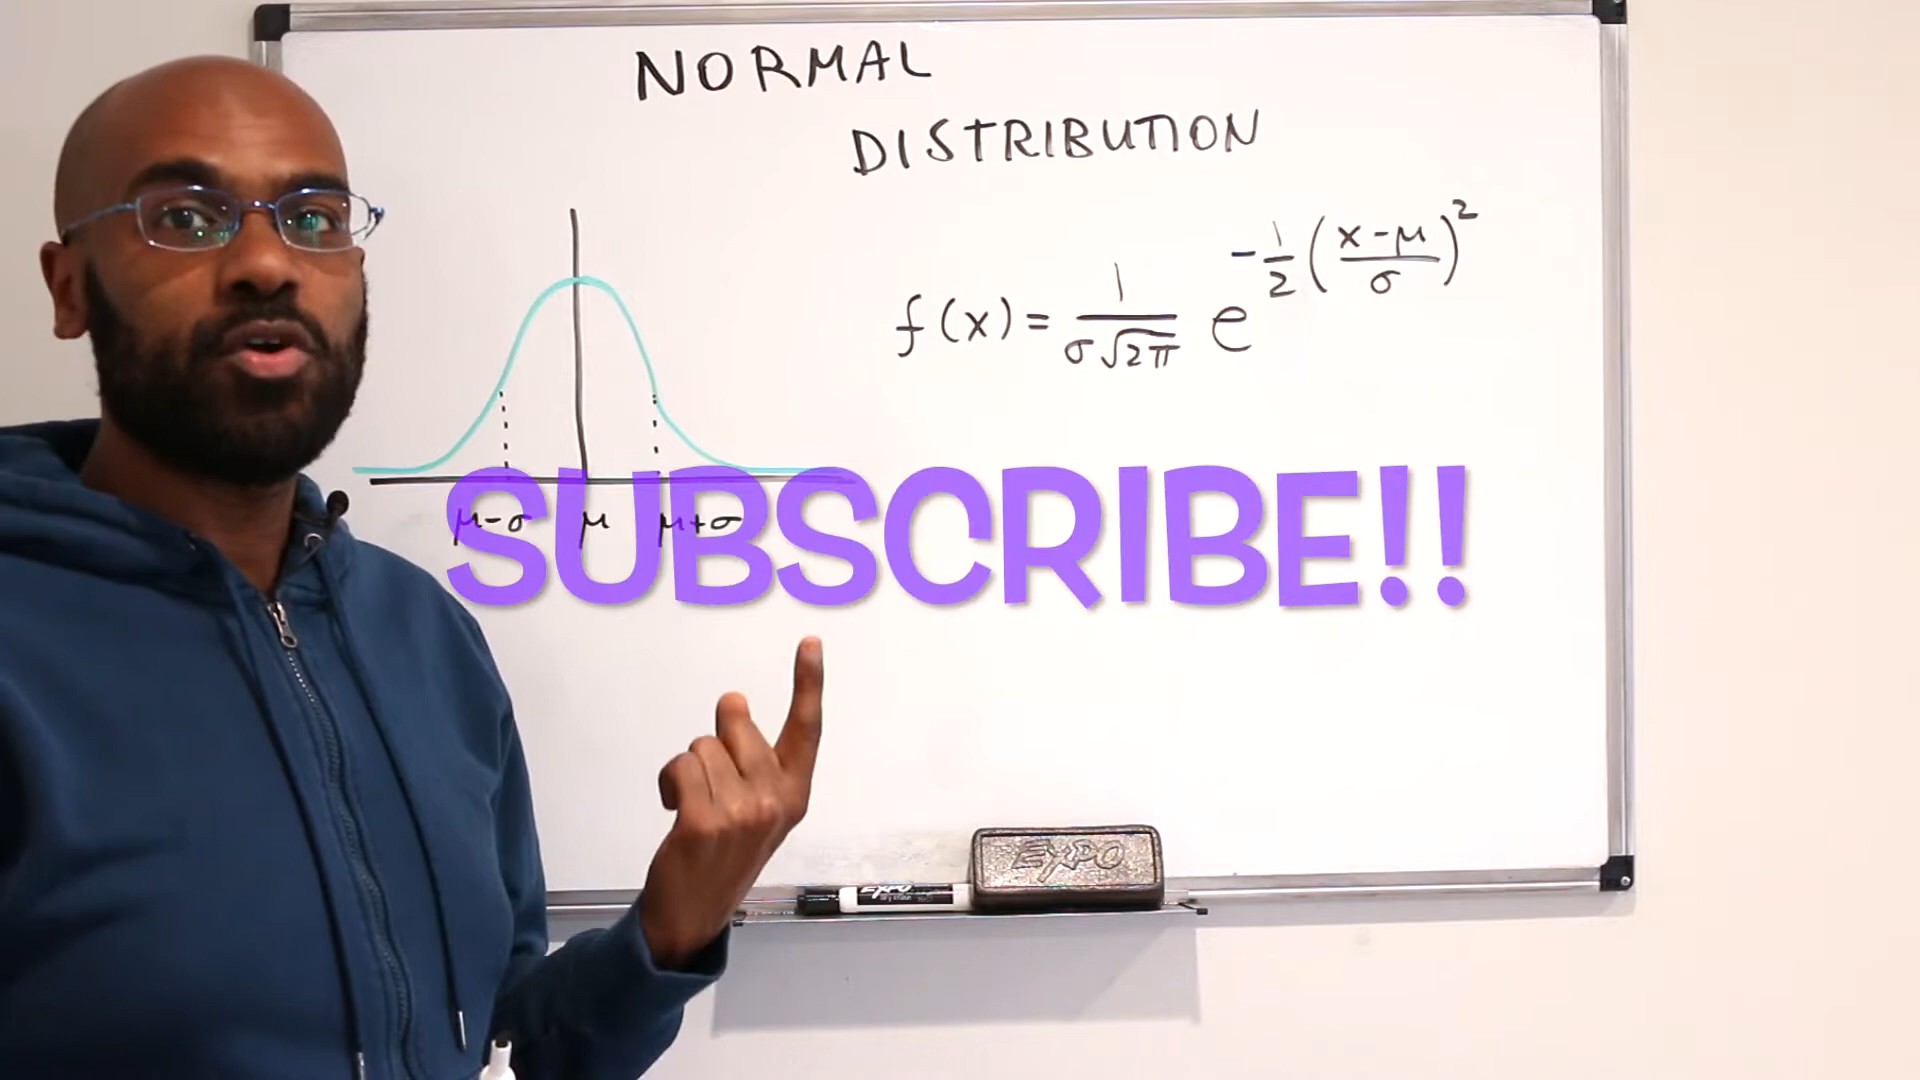 NORMAL
DISTRIBUTION
f(x) = 1/(σ√2π) e^(-1/2((x-μ)/σ)^2)
μ-σ μ μ+σ
SUBSCRIBE!!
EXPO
EXPO